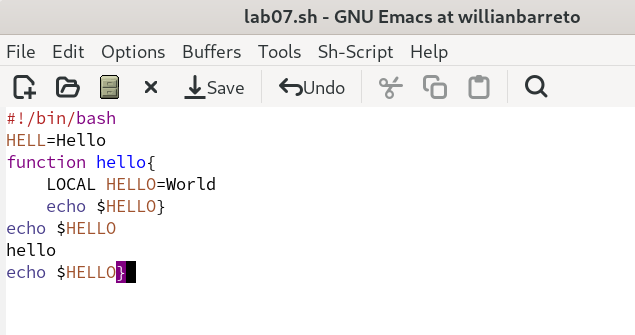 lab07.sh - GNU Emacs at willianbarreto
File Edit Options Buffers Tools Sh-Script Help
Save Undo
#!/bin/bash
HELL=Hello
function hello{
    LOCAL HELLO=World
    echo $HELLO}
echo $HELLO
hello
echo $HELLO}